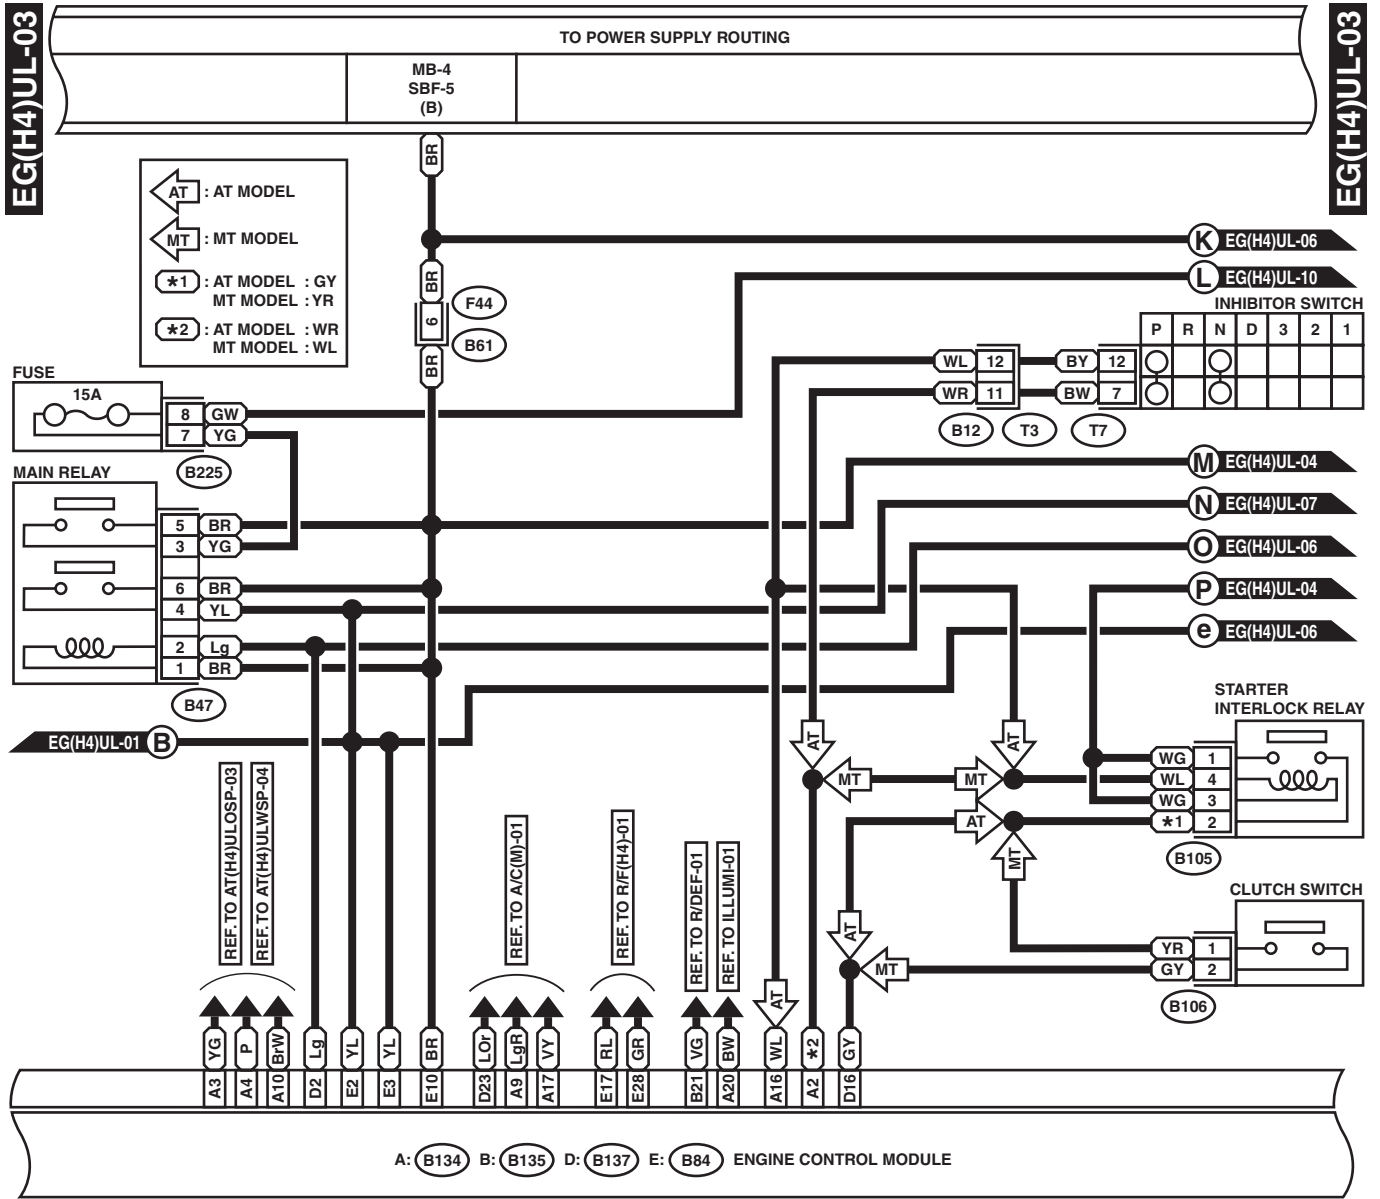 EG(H4)UL-03
EG(H4)UL-03
TO POWER SUPPLY ROUTING
MB-4
SBF-5
(B)
BR
AT : AT MODEL
MT : MT MODEL
*1 : AT MODEL : GY
MT MODEL : YR
*2 : AT MODEL : WR
MT MODEL : WL
BR
6
F44
B61
BR
K EG(H4)UL-06
L EG(H4)UL-10
INHIBITOR SWITCH
P R N D 3 2 1
WL 12 BY 12
WR 11 BW 7
B12 T3 T7
FUSE
15A
8 GW
7 YG
B225
MAIN RELAY
5 BR
3 YG
6 BR
4 YL
2 Lg
1 BR
B47
M EG(H4)UL-04
N EG(H4)UL-07
O EG(H4)UL-06
P EG(H4)UL-04
e EG(H4)UL-06
EG(H4)UL-01 B
STARTER
INTERLOCK RELAY
AT AT
MT MT
WG 1
WL 4
WG 3
AT
*1 2
B105
MT
CLUTCH SWITCH
AT
YR 1
MT
GY 2
B106
AT
REF. TO AT(H4)ULOSP-03
REF. TO AT(H4)ULWSP-04
REF. TO A/C(M)-01
REF. TO R/F(H4)-01
REF. TO R/DEF-01
REF. TO ILLUMI-01
YG P BrW Lg YL YL BR LOr LgR VY RL GR VG BW WL *2 GY
A3 A4 A10 D2 E2 E3 E10 D23 A9 A17 E17 E28 B21 A20 A16 A2 D16
A: B134 B: B135 D: B137 E: B84 ENGINE CONTROL MODULE